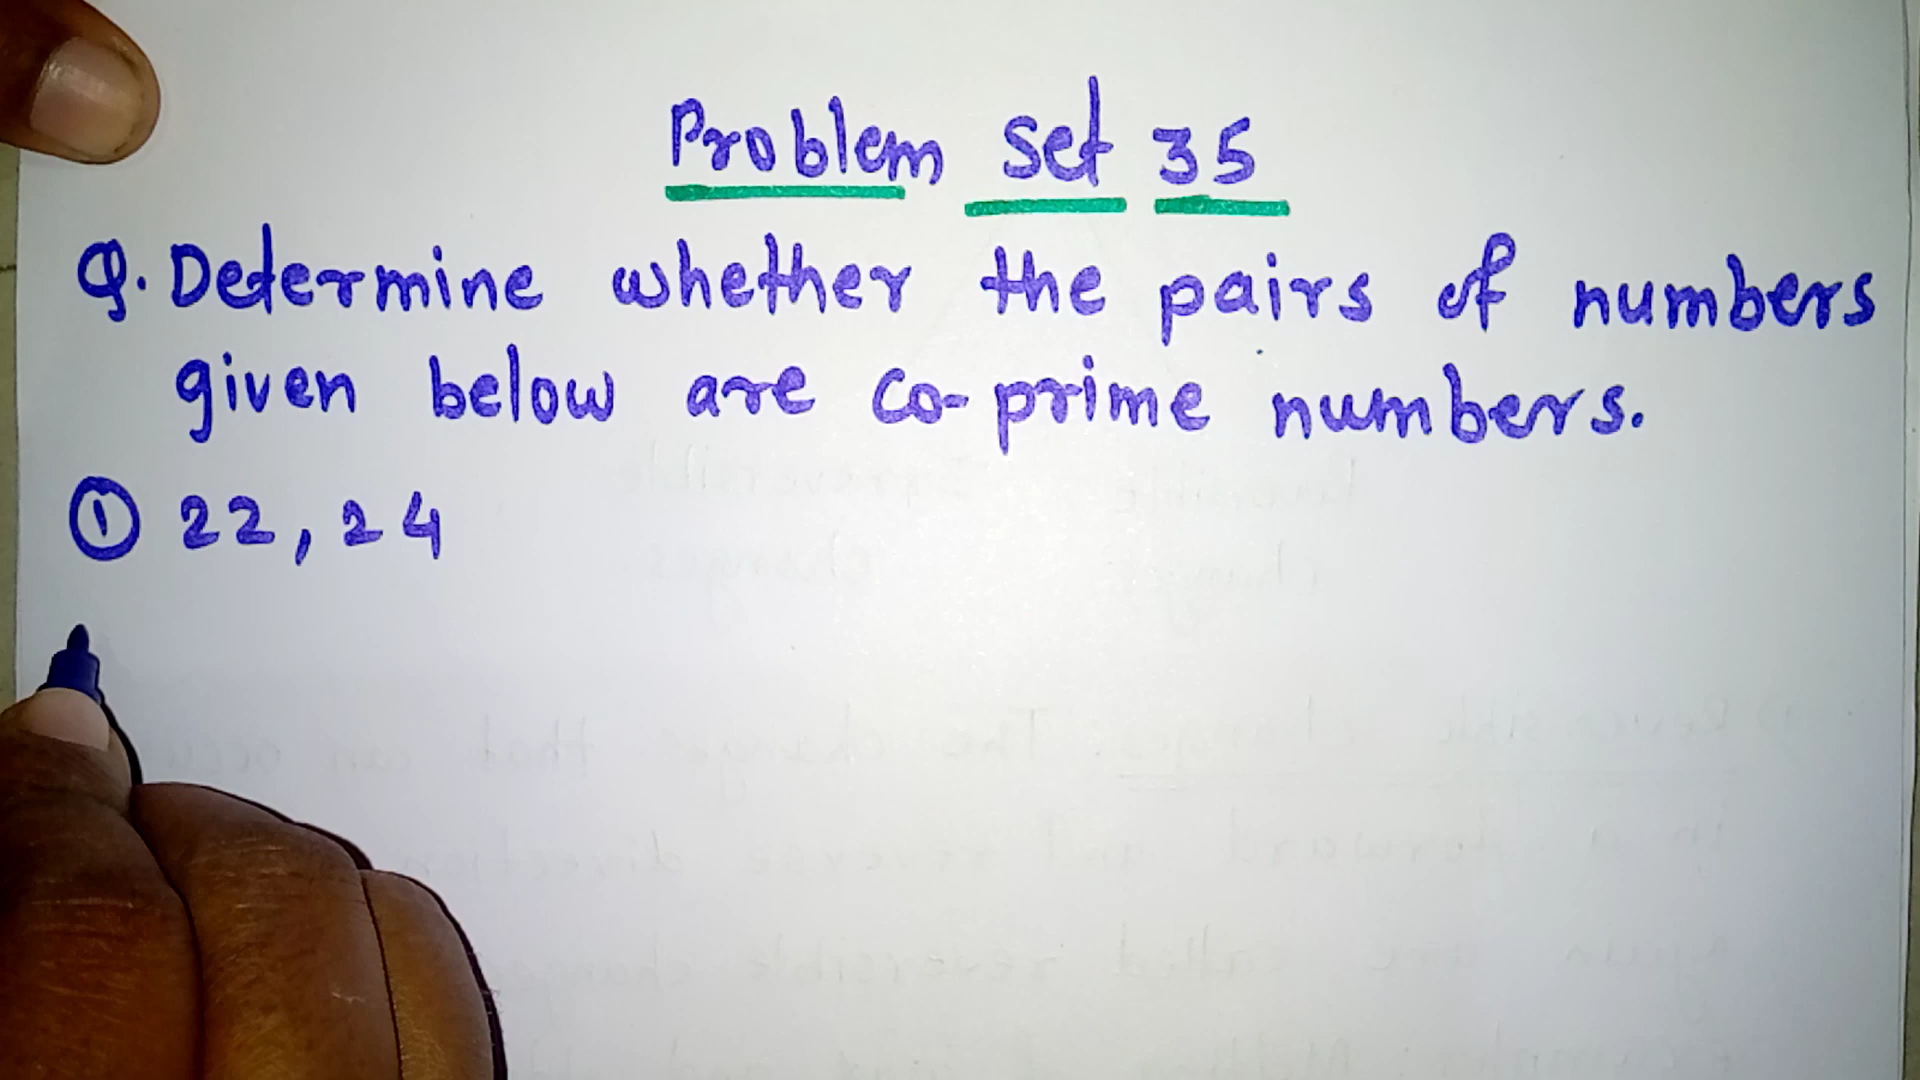 Problem Set 35
Q. Determine whether the pairs of numbers
given below are co-prime numbers.
① 22, 24